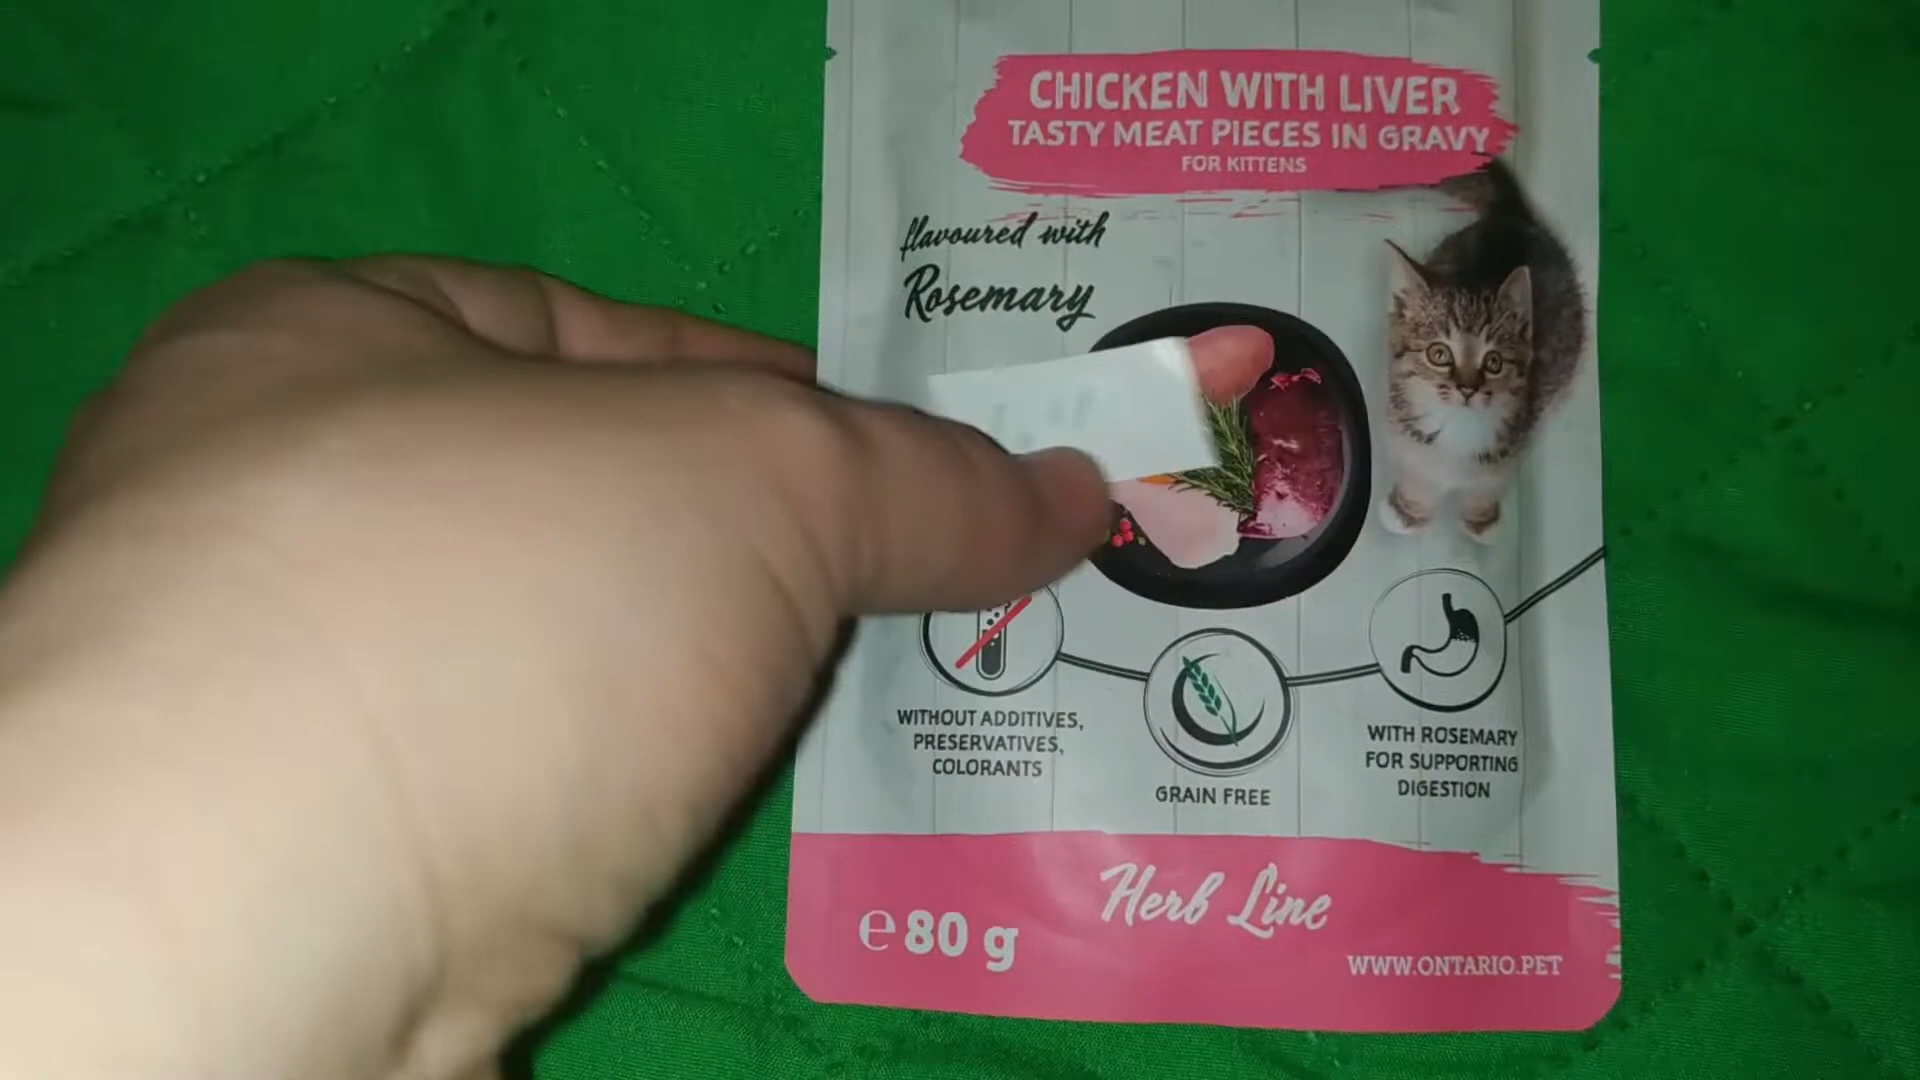 CHICKEN WITH LIVER
TASTY MEAT PIECES IN GRAVY
FOR KITTENS
flavoured with
Rosemary
WITHOUT ADDITIVES,
PRESERVATIVES,
COLORANTS
GRAIN FREE
WITH ROSEMARY
FOR SUPPORTING
DIGESTION
Herb Line
℮ 80 g
WWW.ONTARIO.PET